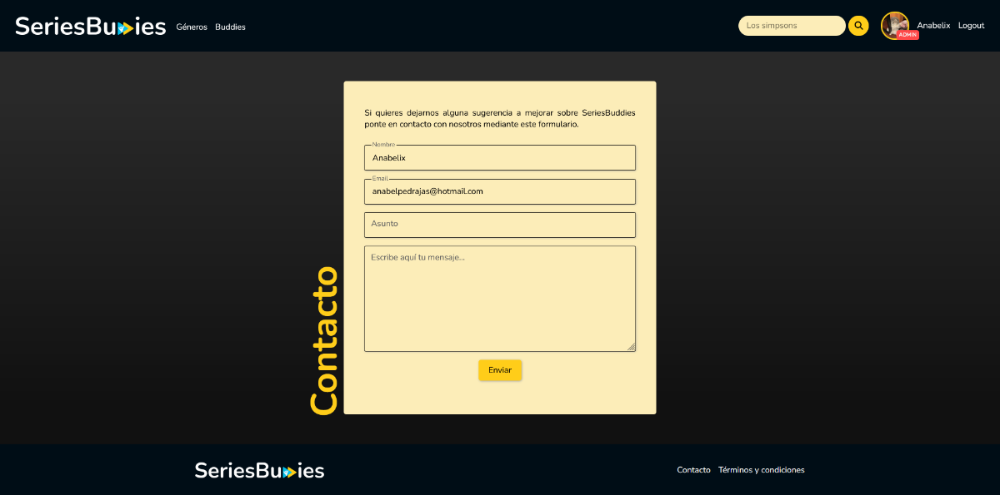 SeriesBuddies Géneros Buddies Los simpsons Anabelix Logout
ADMIN
Si quieres dejarnos alguna sugerencia a mejorar sobre SeriesBuddies
ponte en contacto con nosotros mediante este formulario.
Nombre
Anabelix
Email
anabelpedrajas@hotmail.com
Asunto
Escribe aquí tu mensaje...
Contacto
Enviar
SeriesBuddies Contacto Términos y condiciones